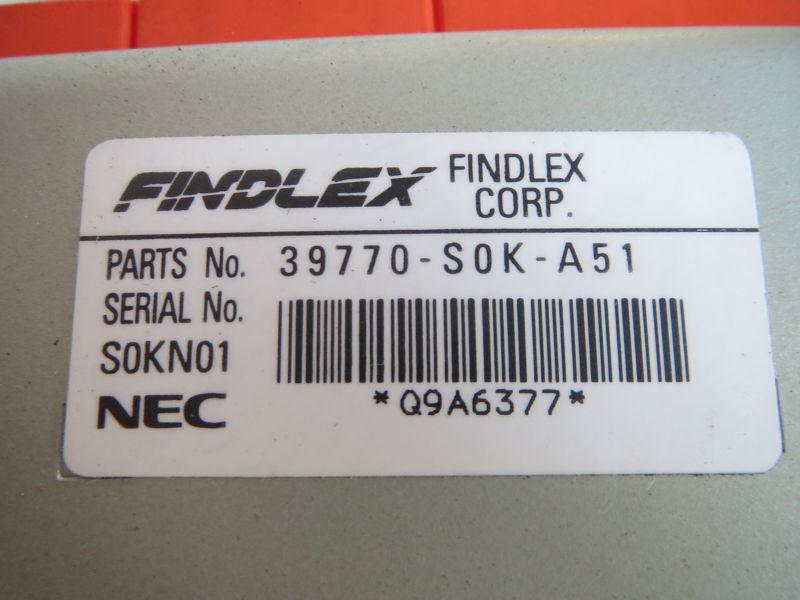 FINDLEX FINDLEX
CORP.
PARTS No. 39770-S0K-A51
SERIAL No.
S0KN01
*Q9A6377*
NEC